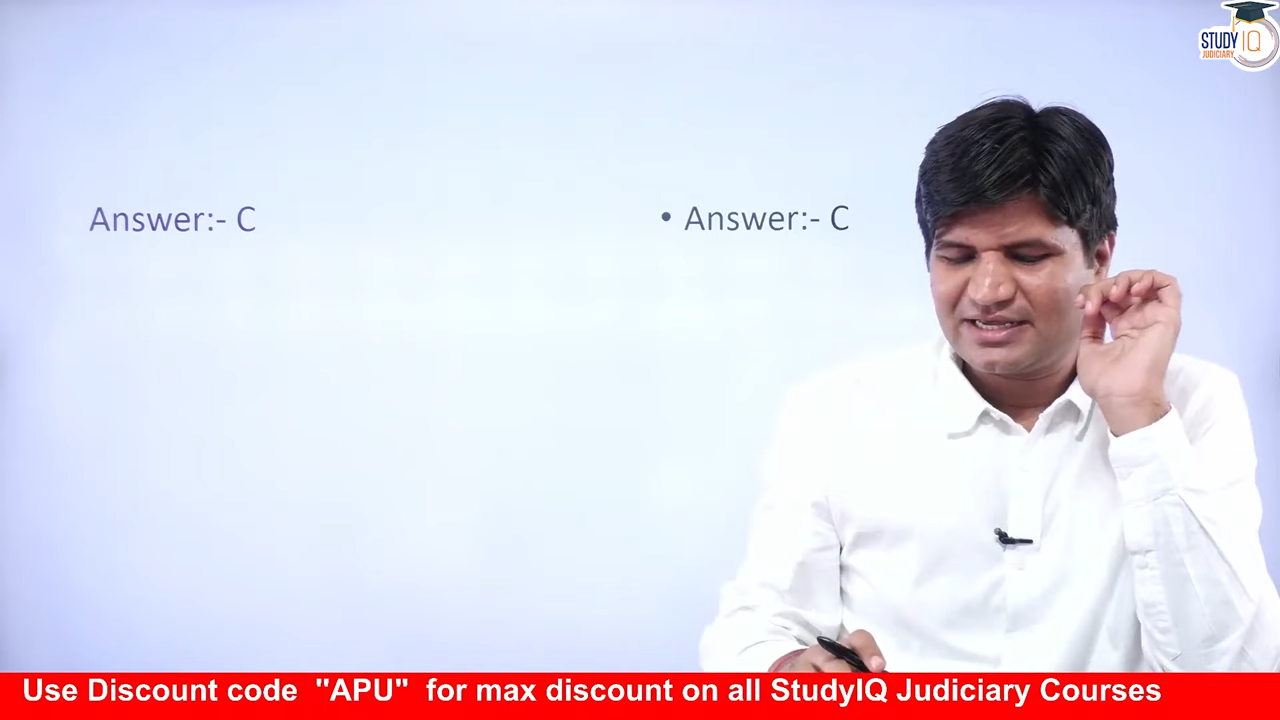 STUDY IQ
JUDICIARY
Answer:- C
• Answer:- C
Use Discount code "APU" for max discount on all StudyIQ Judiciary Courses